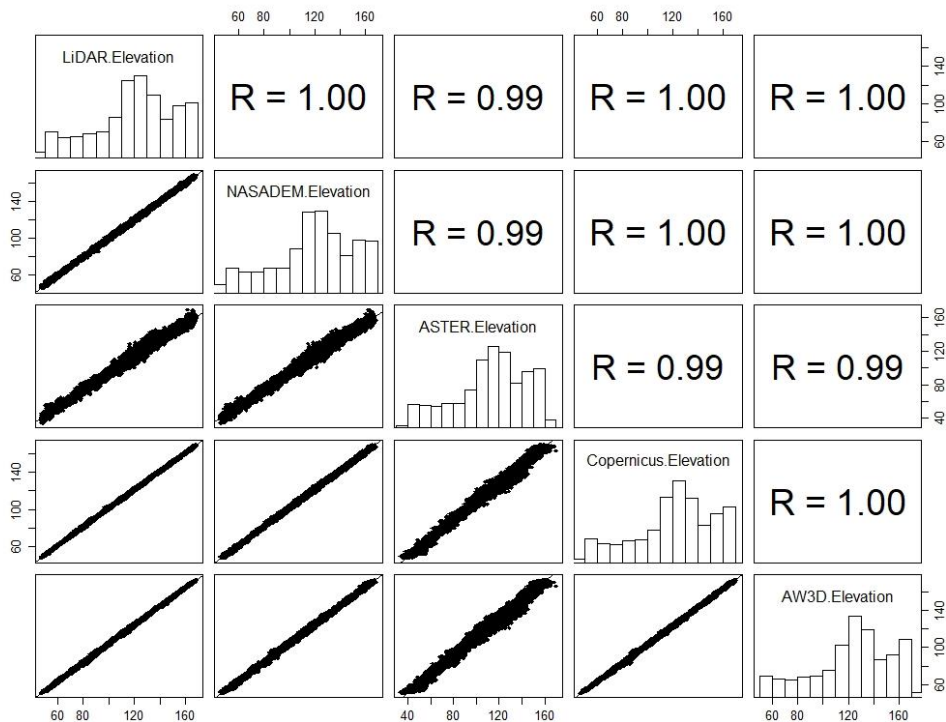 60 80 120 160
60 80 120 160
LiDAR.Elevation
R = 1.00
R = 0.99
R = 1.00
R = 1.00
60 100 140
60 100 140
NASADEM.Elevation
R = 0.99
R = 1.00
R = 1.00
ASTER.Elevation
R = 0.99
R = 0.99
40 80 120 160
60 100 140
Copernicus.Elevation
R = 1.00
AW3D.Elevation
60 100 140
60 80 120 160
40 60 80 120 160
60 80 120 160